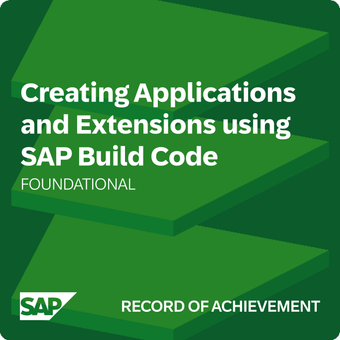 Creating Applications
and Extensions using
SAP Build Code
FOUNDATIONAL
SAP
RECORD OF ACHIEVEMENT